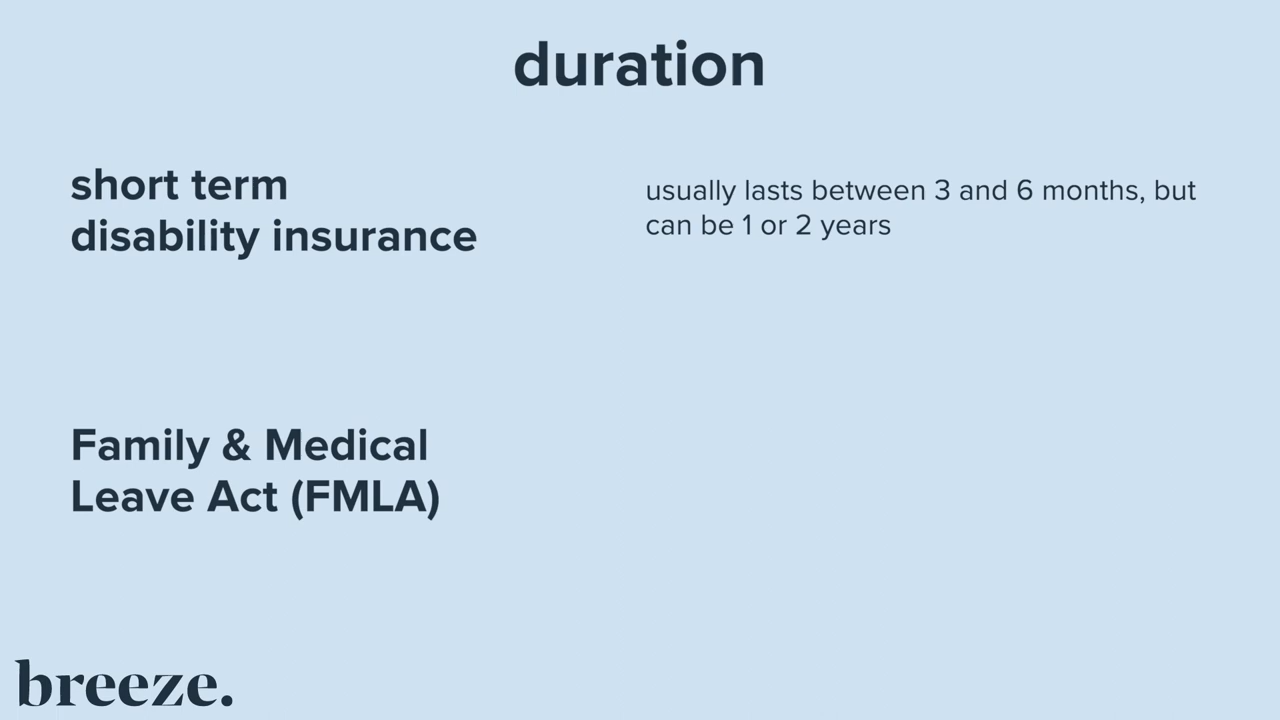 duration
short term
disability insurance
usually lasts between 3 and 6 months, but
can be 1 or 2 years
Family & Medical
Leave Act (FMLA)
breeze.